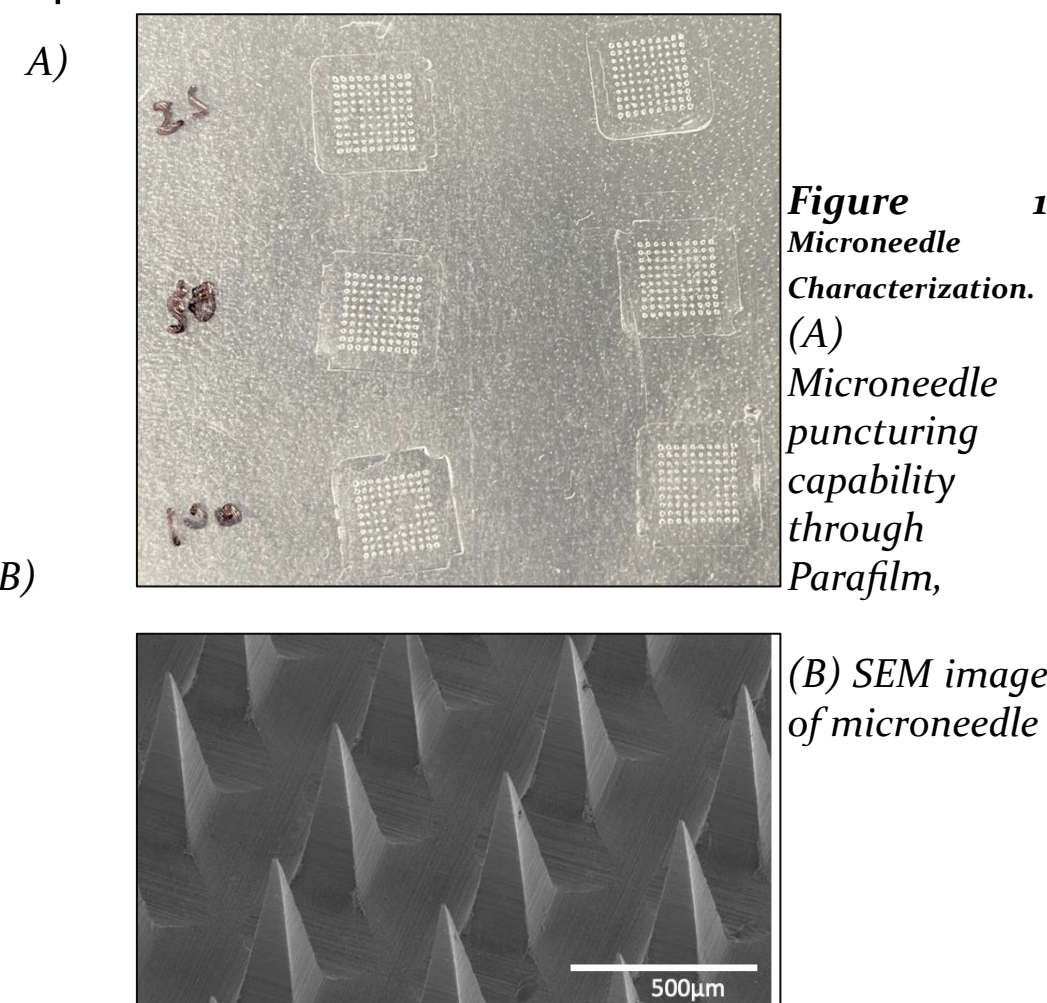 A)
25
50
100
B)
Figure 1
Microneedle
Characterization.
(A)
Microneedle
puncturing
capability
through
Parafilm,
(B) SEM image
of microneedle
500μm